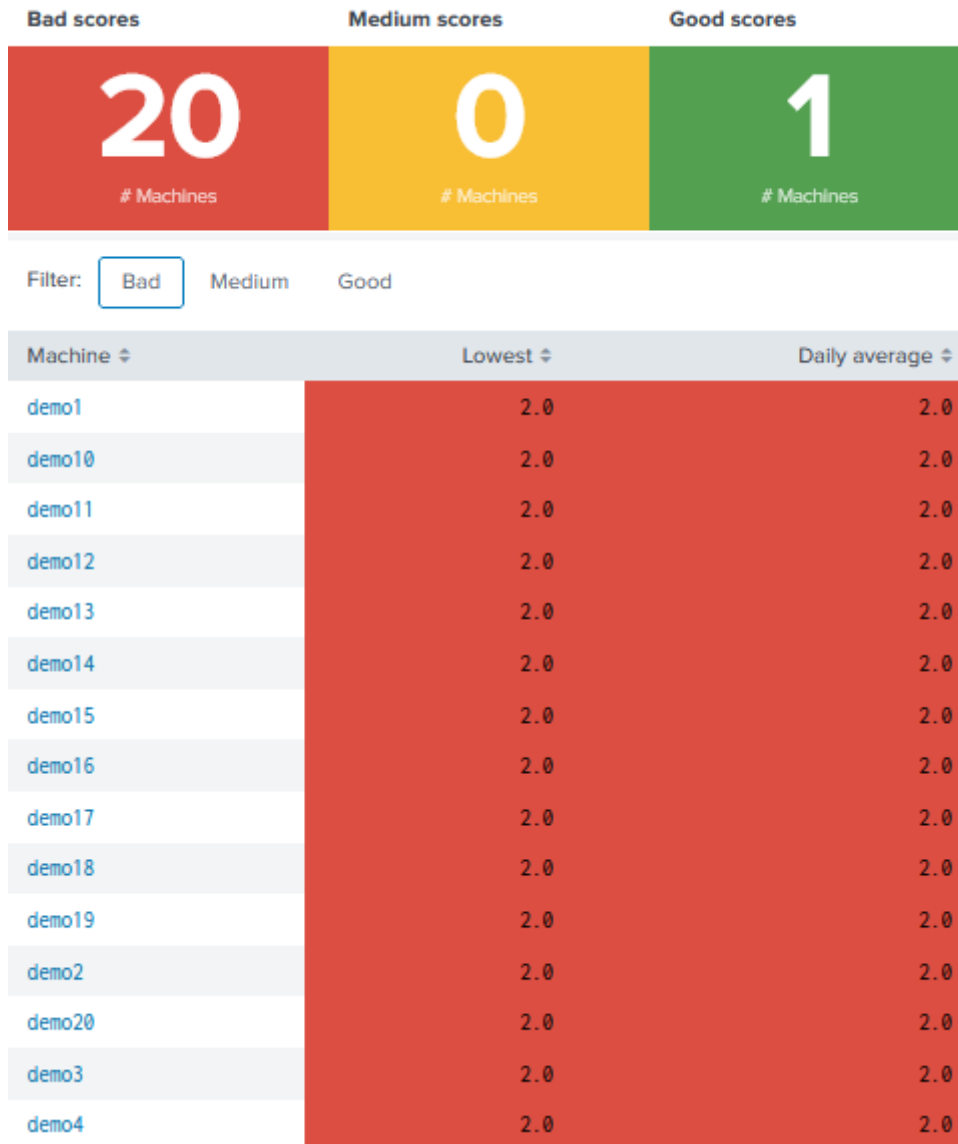 Bad scores Medium scores Good scores
20 0 1
# Machines # Machines # Machines
Filter: Bad Medium Good
Machine Lowest Daily average
demo1 2.0 2.0
demo10 2.0 2.0
demo11 2.0 2.0
demo12 2.0 2.0
demo13 2.0 2.0
demo14 2.0 2.0
demo15 2.0 2.0
demo16 2.0 2.0
demo17 2.0 2.0
demo18 2.0 2.0
demo19 2.0 2.0
demo2 2.0 2.0
demo20 2.0 2.0
demo3 2.0 2.0
demo4 2.0 2.0